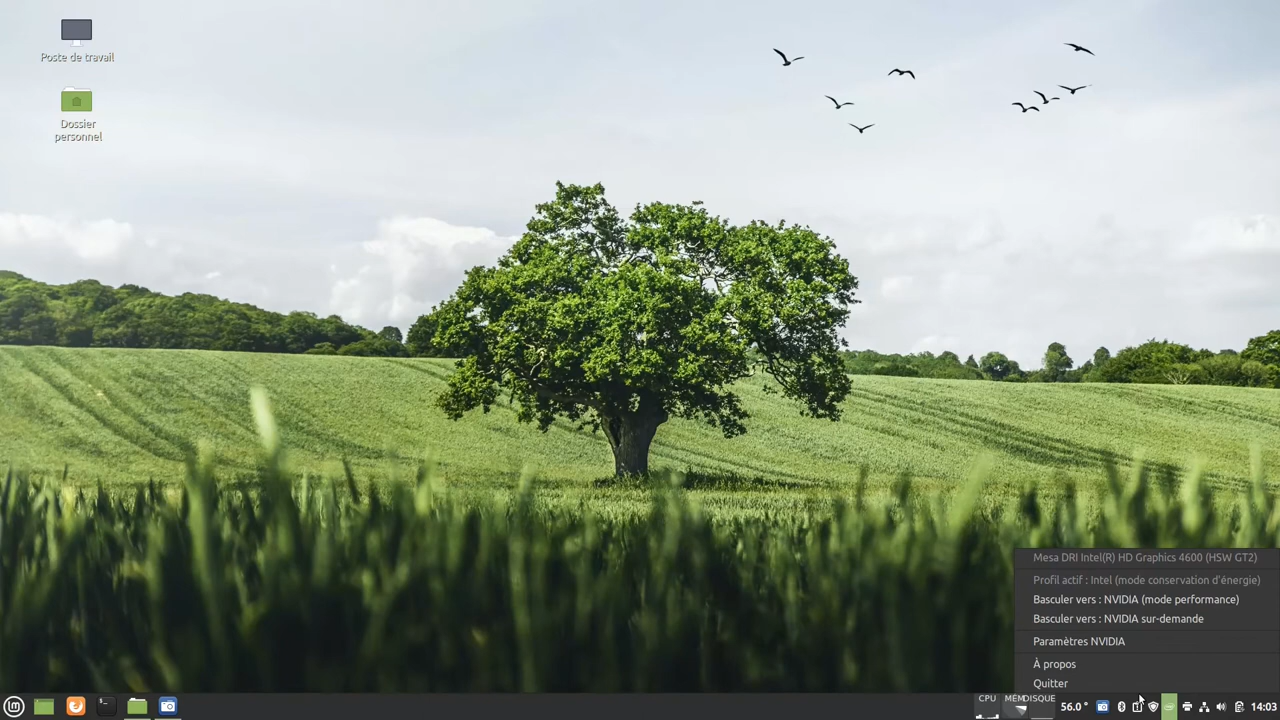 Poste de travail
Dossier
personnel
Mesa DRI Intel(R) HD Graphics 4600 (HSW GT2)
Profil actif : Intel (mode conservation d'énergie)
Basculer vers : NVIDIA (mode performance)
Basculer vers : NVIDIA sur-demande
Paramètres NVIDIA
À propos
Quitter
CPU
MEM
DISQUE
56.0 °
14:03